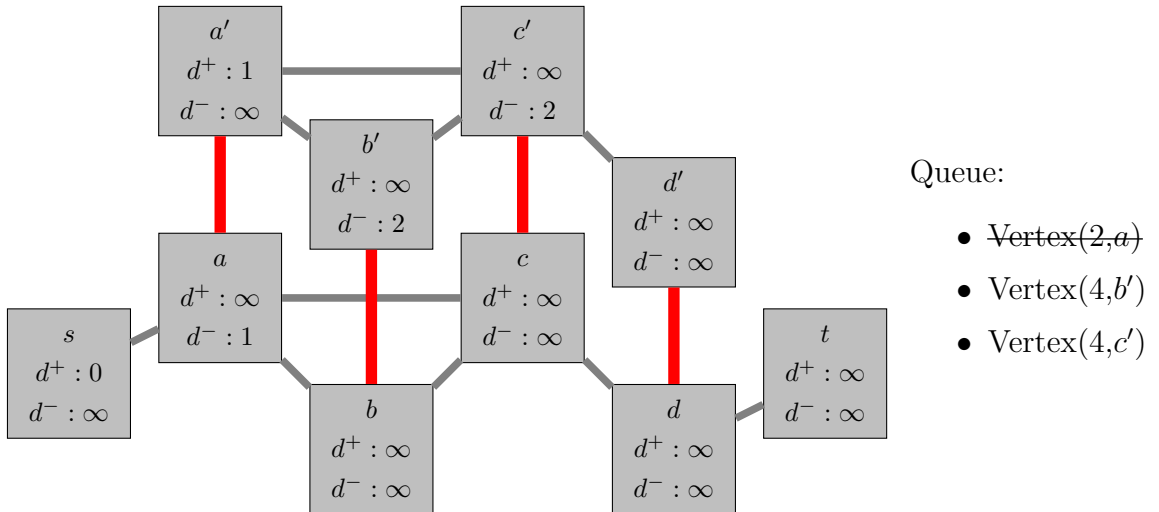 a′
d⁺ : 1
d⁻ : ∞
c′
d⁺ : ∞
d⁻ : 2
b′
d⁺ : ∞
d⁻ : 2
d′
d⁺ : ∞
d⁻ : ∞
a
d⁺ : ∞
d⁻ : 1
c
d⁺ : ∞
d⁻ : ∞
s
d⁺ : 0
d⁻ : ∞
b
d⁺ : ∞
d⁻ : ∞
d
d⁺ : ∞
d⁻ : ∞
t
d⁺ : ∞
d⁻ : ∞
Queue:
• Vertex(2,a)
• Vertex(4,b′)
• Vertex(4,c′)